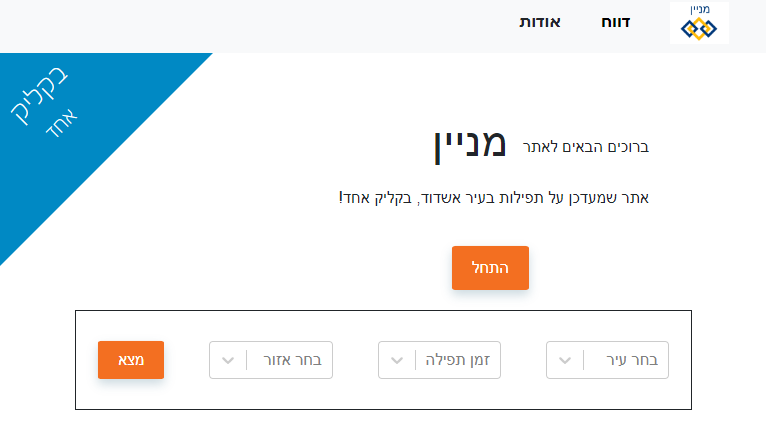 מניין
דווח
אודות
בקליק
אחד
ברוכים הבאים לאתר מניין
אתר שמעדכן על תפילות בעיר אשדוד, בקליק אחד!
התחל
בחר עיר
זמן תפילה
בחר אזור
מצא